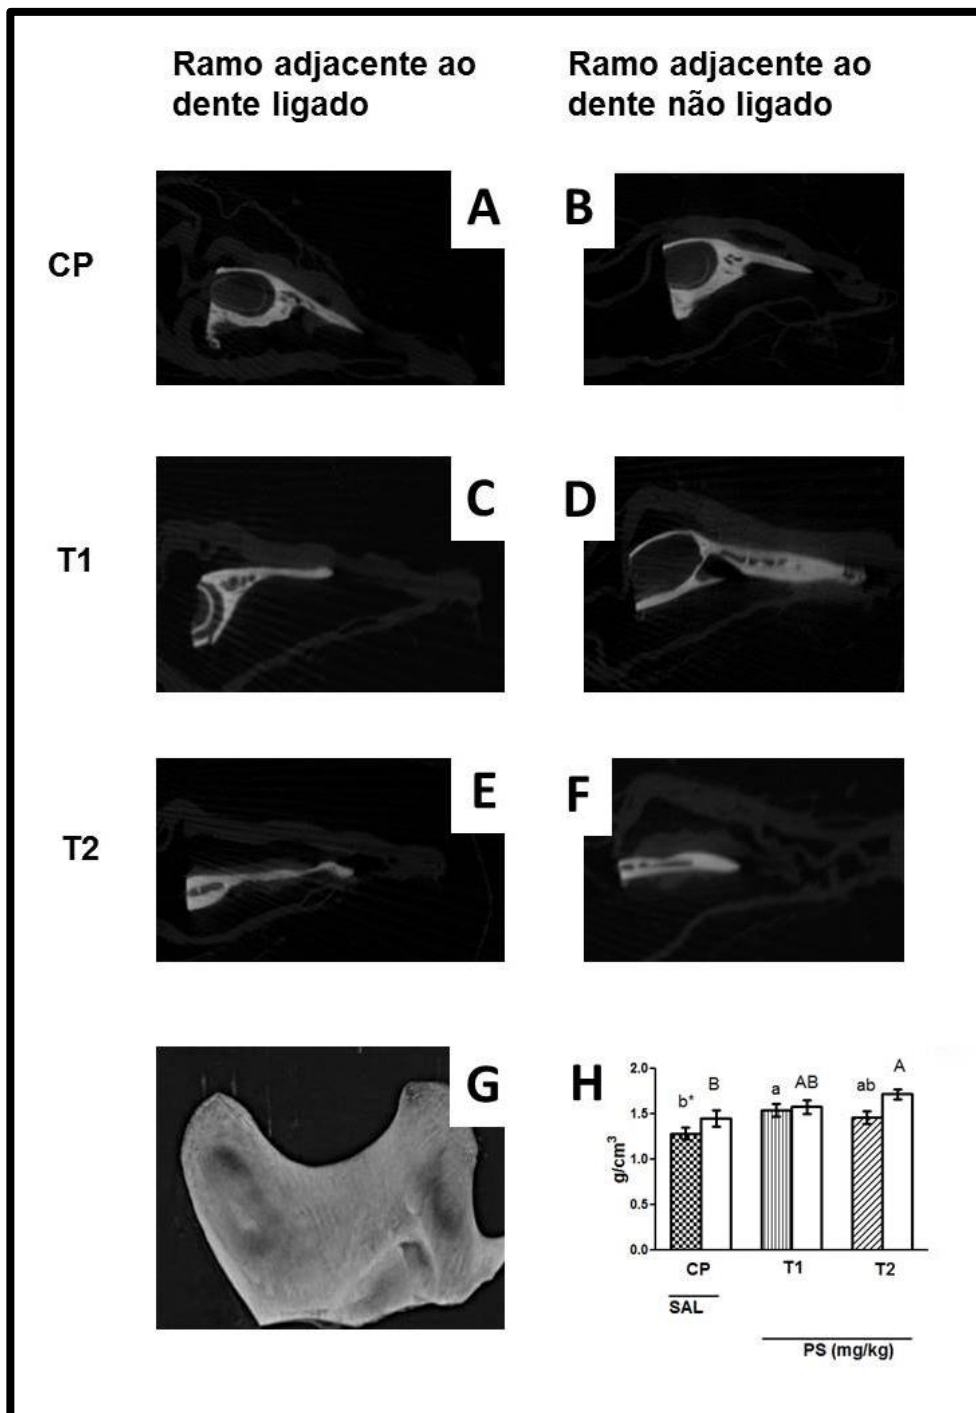 Ramo adjacente ao
dente ligado
Ramo adjacente ao
dente não ligado
A
B
CP
C
D
T1
E
F
T2
G
H
2.0
1.5
1.0
0.5
0.0
g/cm³
b*
B
a
AB
ab
A
CP
T1
T2
SAL
PS (mg/kg)